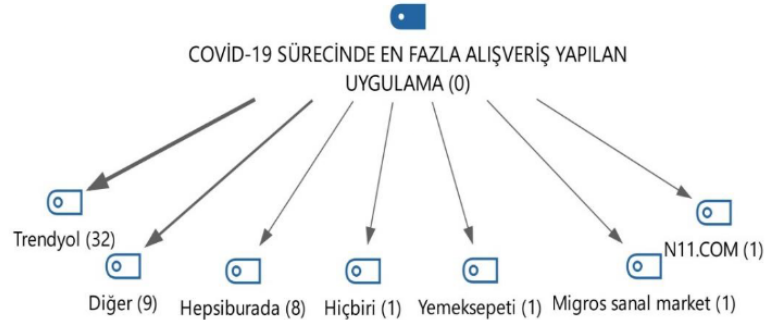 COVİD-19 SÜRECİNDE EN FAZLA ALIŞVERİŞ YAPILAN
UYGULAMA (0)
Trendyol (32)
Diğer (9)
Hepsiburada (8)
Hiçbiri (1)
Yemeksepeti (1)
Migros sanal market (1)
N11.COM (1)